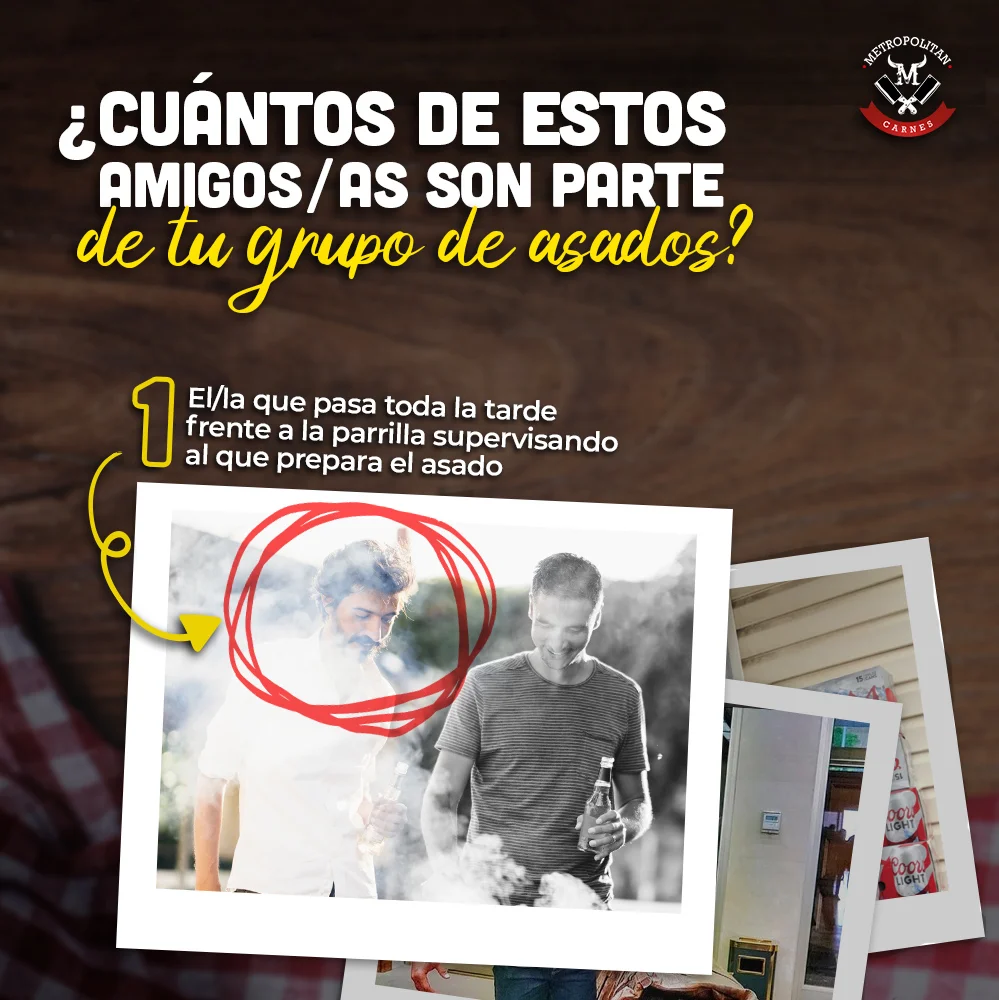 METROPOLITAN
M
CARNES
¿CUÁNTOS DE ESTOS
AMIGOS/AS SON PARTE
de tu grupo de asados?
1
El/la que pasa toda la tarde
frente a la parrilla supervisando
al que prepara el asado
15
Coors
LIGHT
Coors
LIGHT